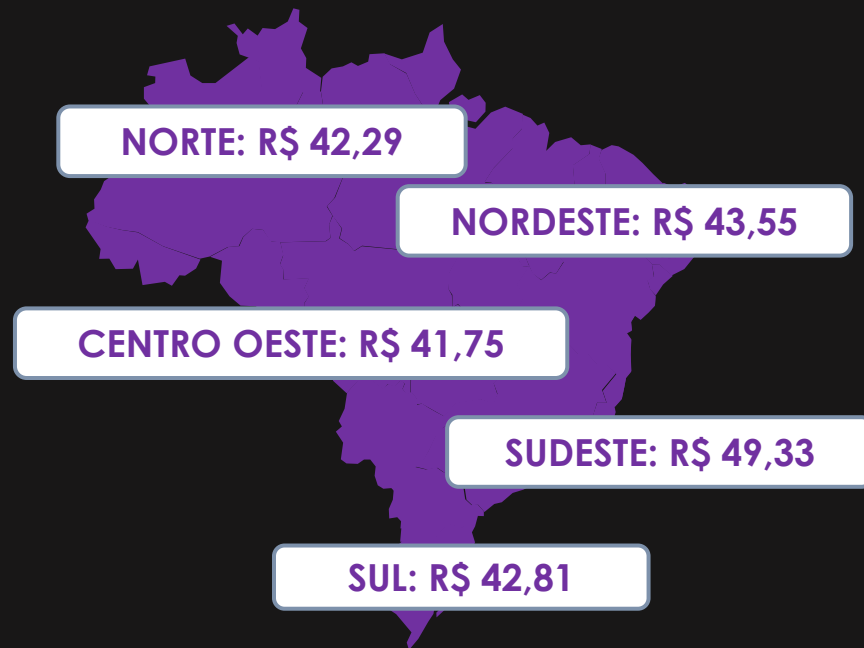 NORTE: R$ 42,29
NORDESTE: R$ 43,55
CENTRO OESTE: R$ 41,75
SUDESTE: R$ 49,33
SUL: R$ 42,81